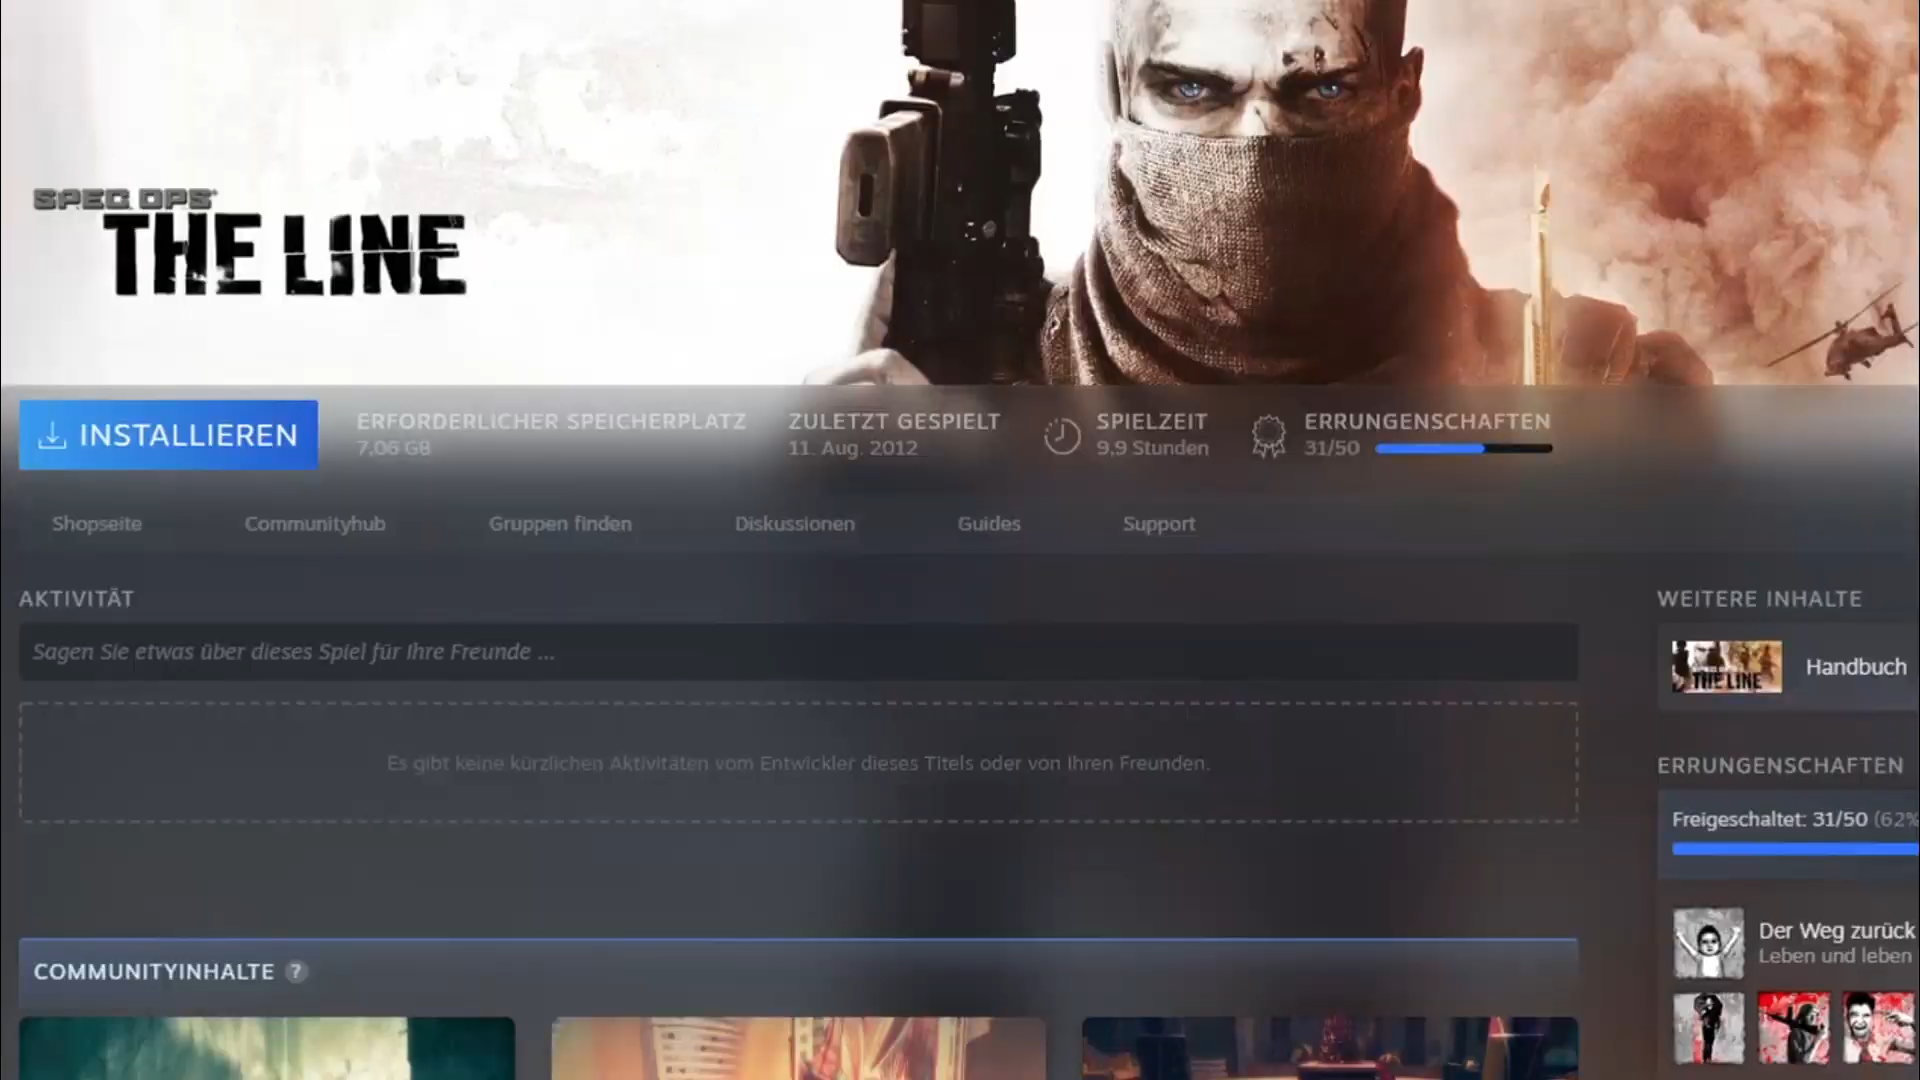 SPEC OPS
THE LINE
INSTALLIEREN
ERFORDERLICHER SPEICHERPLATZ
7,06 GB
ZULETZT GESPIELT
11. Aug. 2012
SPIELZEIT
9,9 Stunden
ERRUNGENSCHAFTEN
31/50
Shopseite
Communityhub
Gruppen finden
Diskussionen
Guides
Support
AKTIVITÄT
Sagen Sie etwas über dieses Spiel für Ihre Freunde ...
Es gibt keine kürzlichen Aktivitäten vom Entwickler dieses Titels oder von Ihren Freunden.
COMMUNITYINHALTE ?
WEITERE INHALTE
THE LINE
Handbuch
ERRUNGENSCHAFTEN
Freigeschaltet: 31/50 (62%
Der Weg zurück
Leben und leben